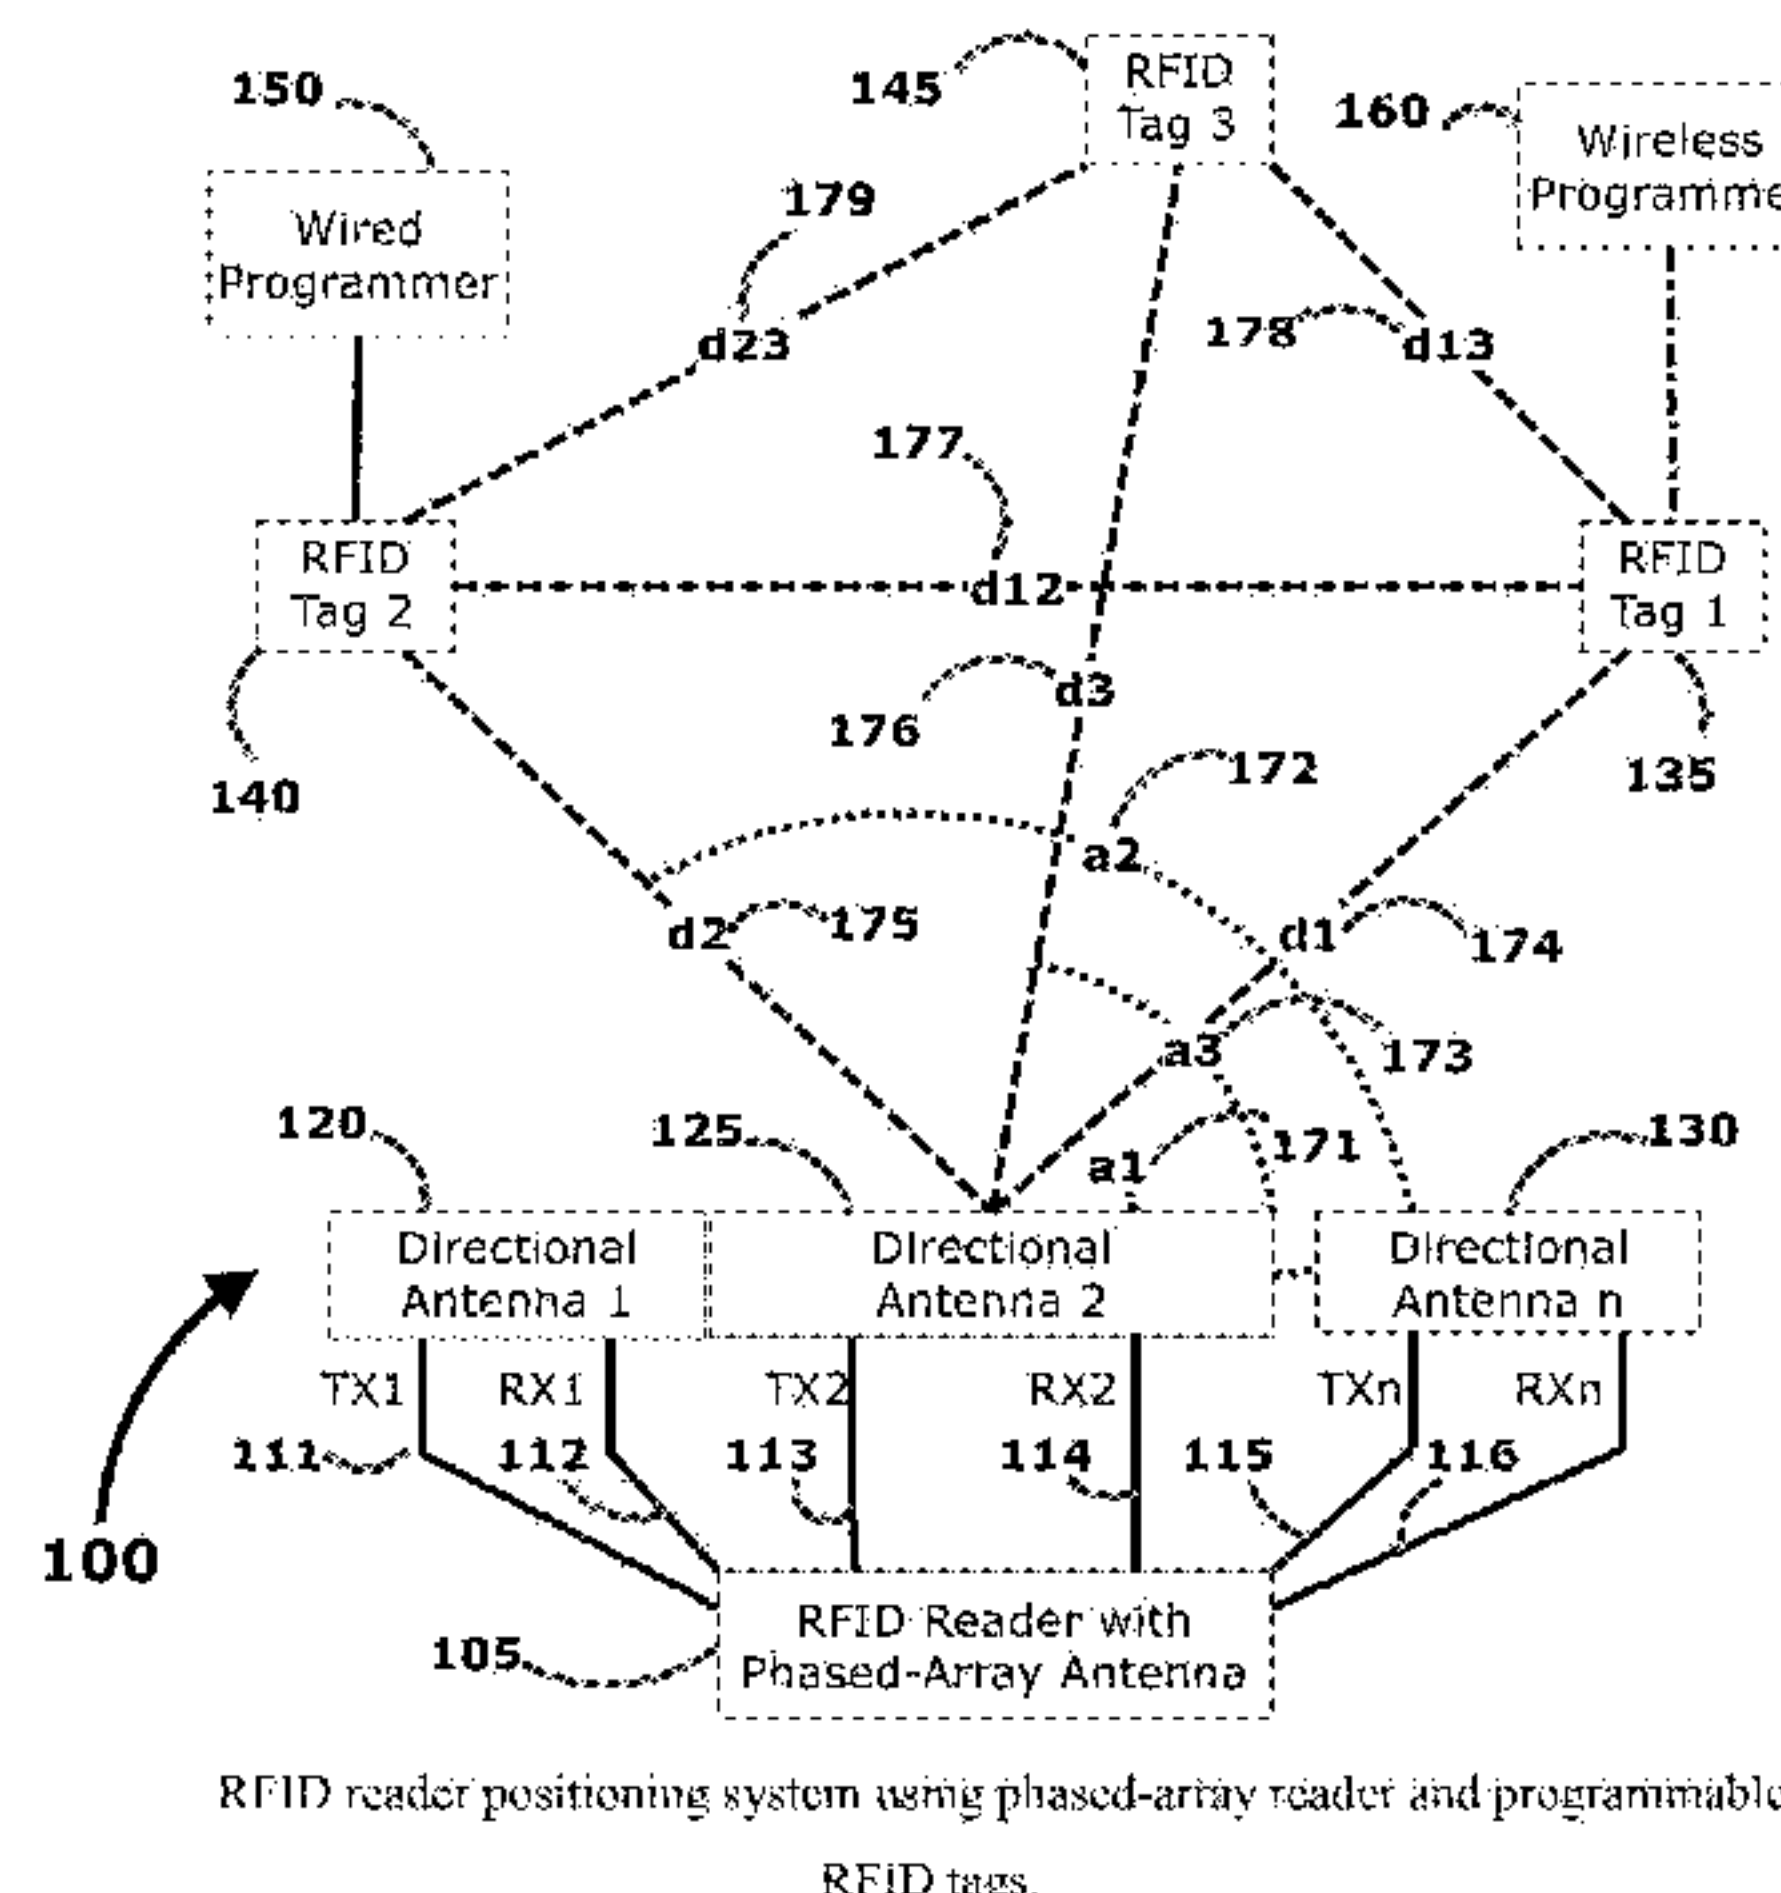 RFID
Tag 3
145
150
160
Wireless
Programme
Wired
Programmer
179
d23
178
d13
177
RFID
Tag 2
d12
RFID
Tag 1
d3
176
172
135
140
a2
d2
175
d1
174
a3
173
120
125
a1
171
130
Directional
Antenna 1
Directional
Antenna 2
Directional
Antenna n
TX1
RX1
TX2
RX2
TXn
RXn
111
112
113
114
115
116
100
105
RFID Reader with
Phased-Array Antenna
RFID reader positioning system using phased-array reader and programmable
RFID tags.